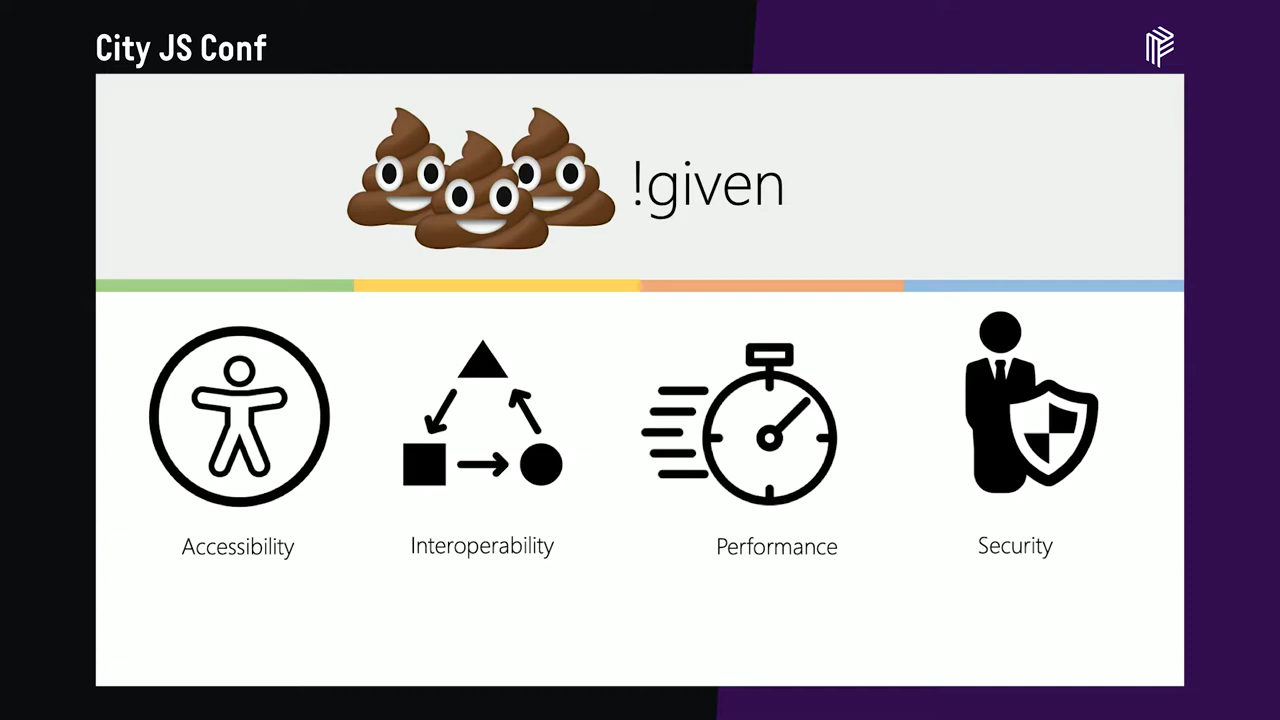 City JS Conf
!given
Accessibility
Interoperability
Performance
Security